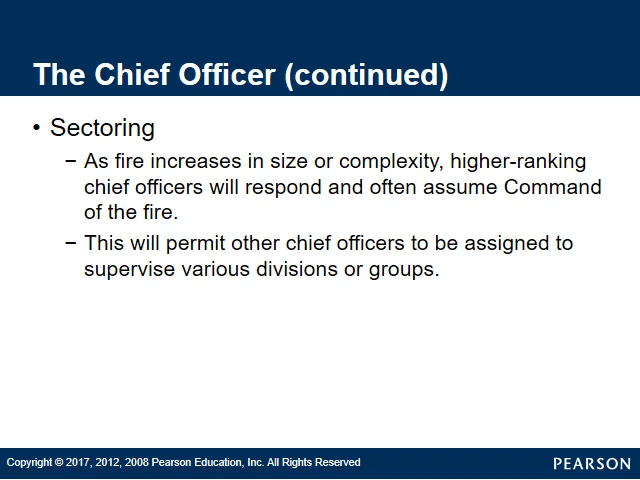 The Chief Officer (continued)
• Sectoring
– As fire increases in size or complexity, higher-ranking
chief officers will respond and often assume Command
of the fire.
– This will permit other chief officers to be assigned to
supervise various divisions or groups.
Copyright © 2017, 2012, 2008 Pearson Education, Inc. All Rights Reserved
PEARSON